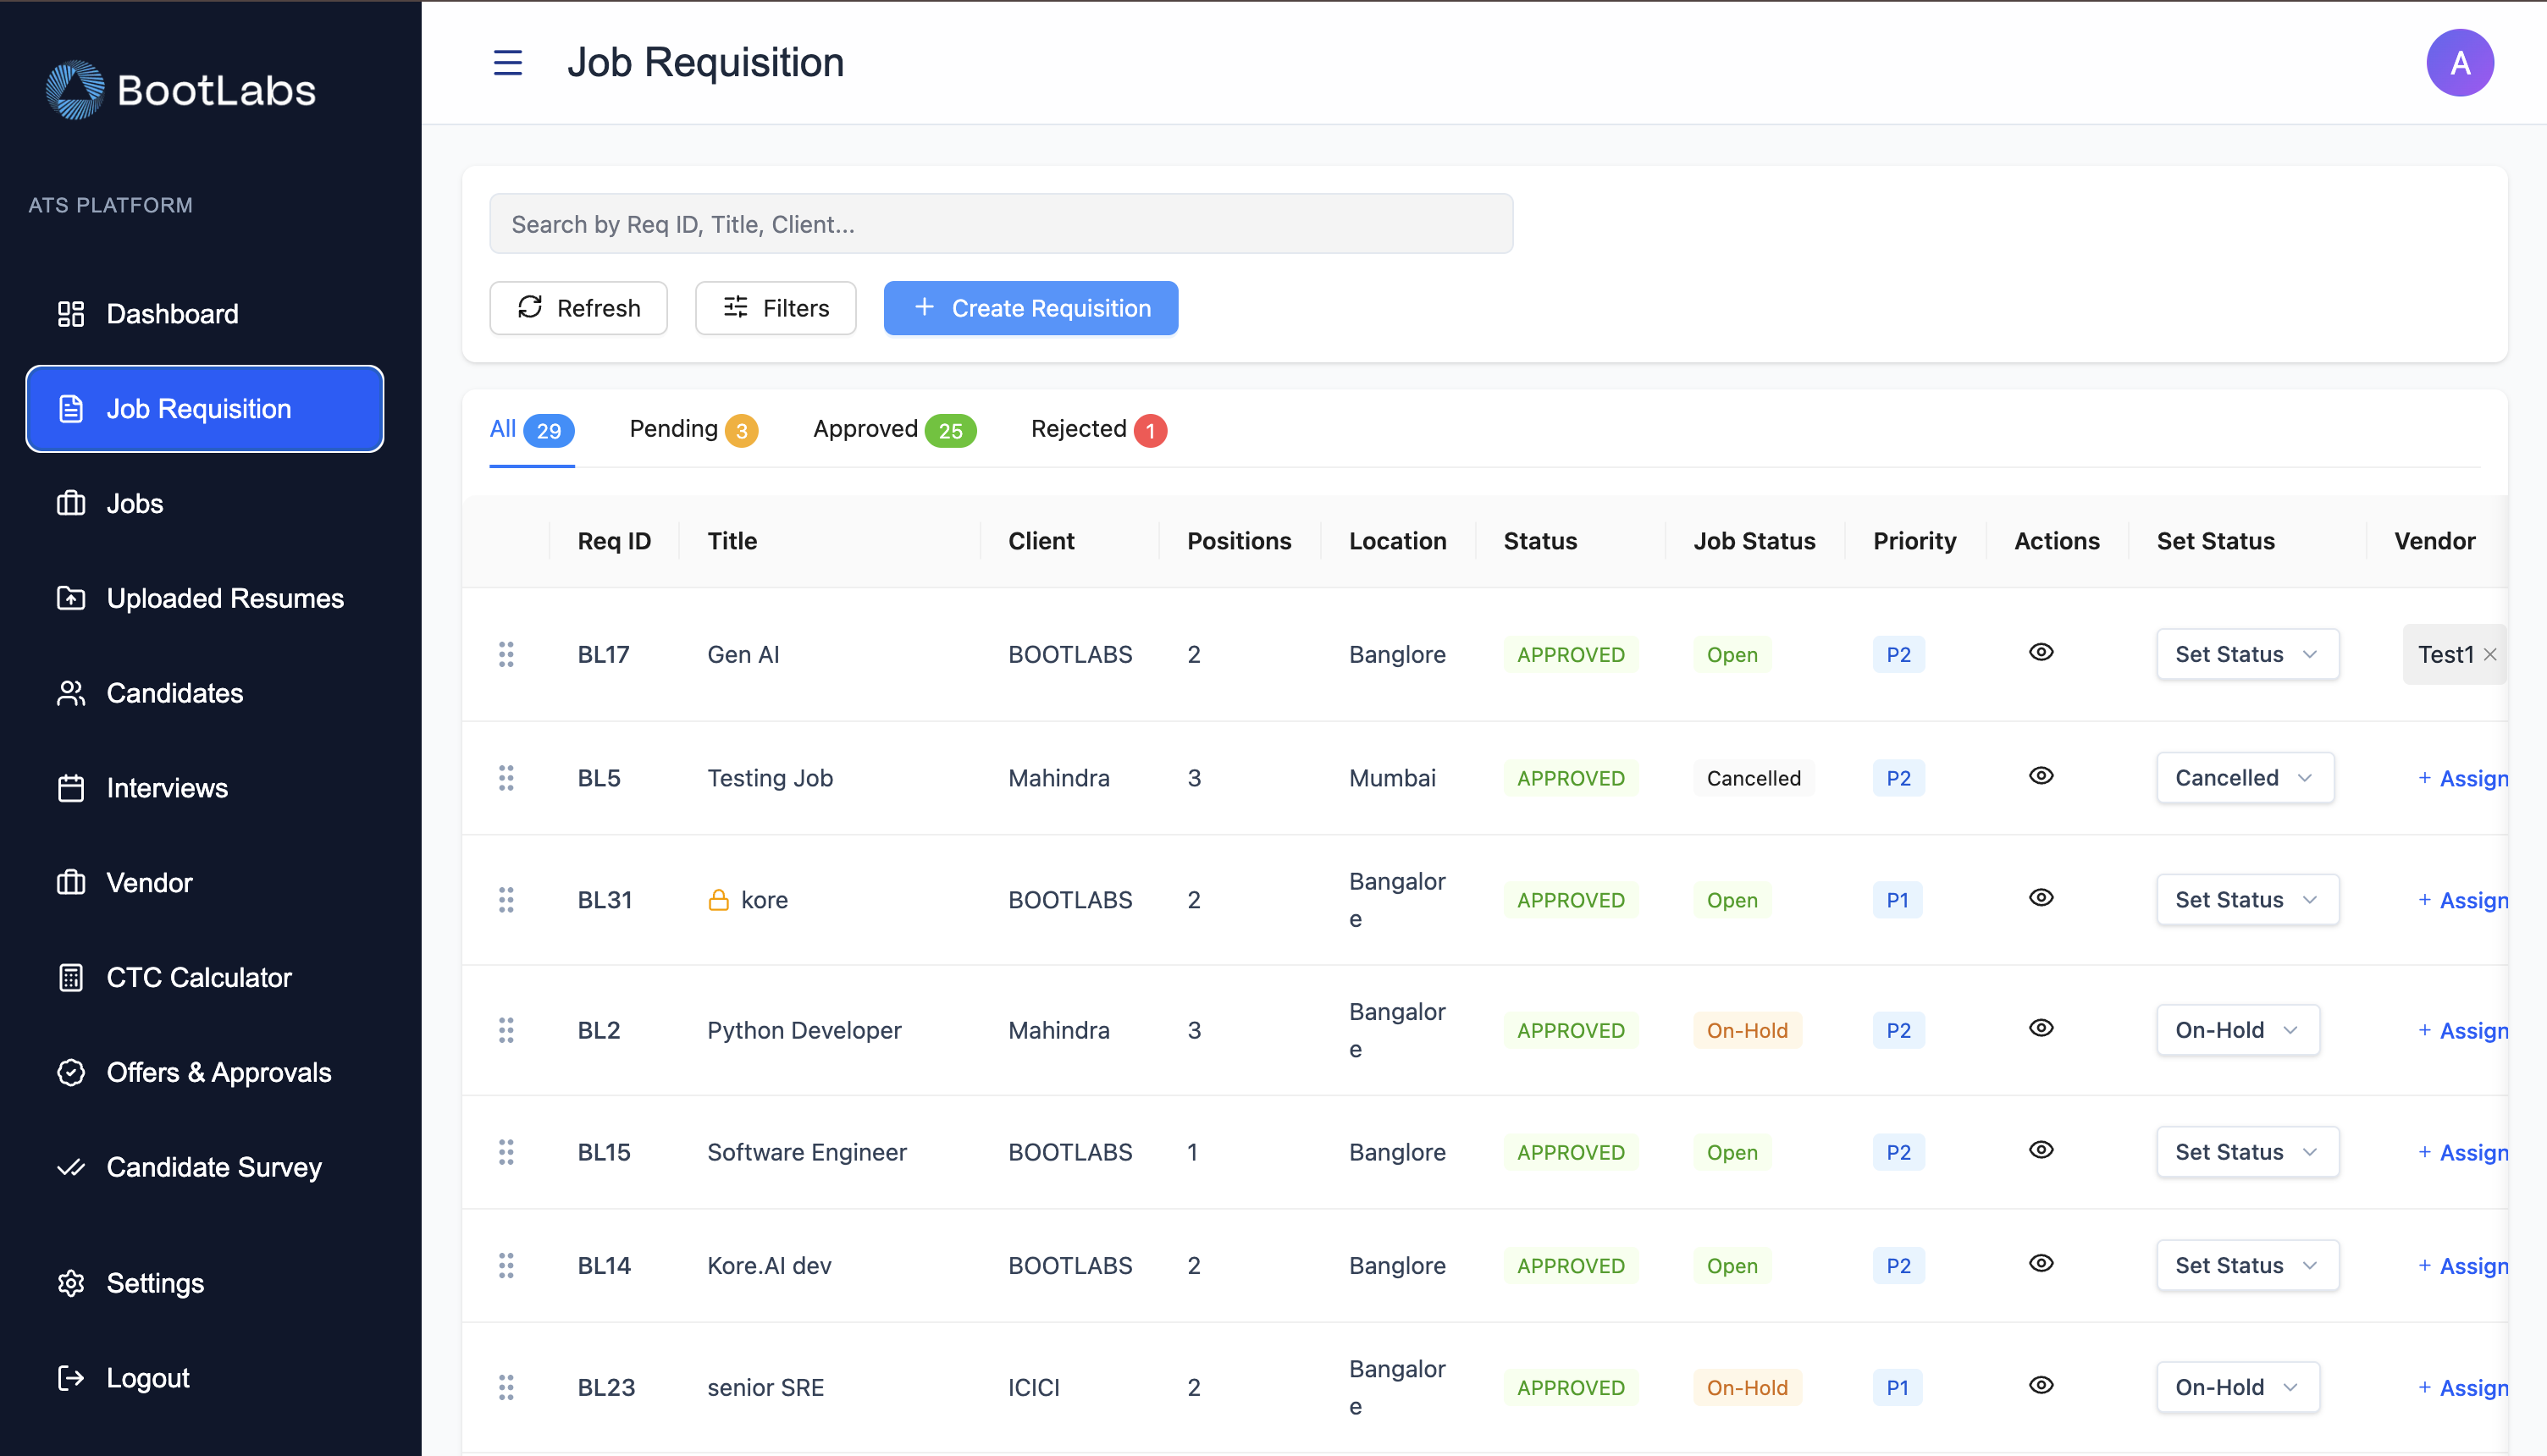 BootLabs
ATS PLATFORM
Dashboard
Job Requisition
Jobs
Uploaded Resumes
Candidates
Interviews
Vendor
CTC Calculator
Offers & Approvals
Candidate Survey
Settings
Logout
Job Requisition
A
Search by Req ID, Title, Client...
Refresh Filters + Create Requisition
All 29 Pending 3 Approved 25 Rejected 1
Req ID Title Client Positions Location Status Job Status Priority Actions Set Status Vendor
BL17 Gen AI BOOTLABS 2 Banglore APPROVED Open P2 Set Status Test1 ×
BL5 Testing Job Mahindra 3 Mumbai APPROVED Cancelled P2 Cancelled + Assign
BL31 kore BOOTLABS 2 Bangalor
e APPROVED Open P1 Set Status + Assign
BL2 Python Developer Mahindra 3 Bangalor
e APPROVED On-Hold P2 On-Hold + Assign
BL15 Software Engineer BOOTLABS 1 Banglore APPROVED Open P2 Set Status + Assign
BL14 Kore.AI dev BOOTLABS 2 Banglore APPROVED Open P2 Set Status + Assign
BL23 senior SRE ICICI 2 Bangalor
e APPROVED On-Hold P1 On-Hold + Assign